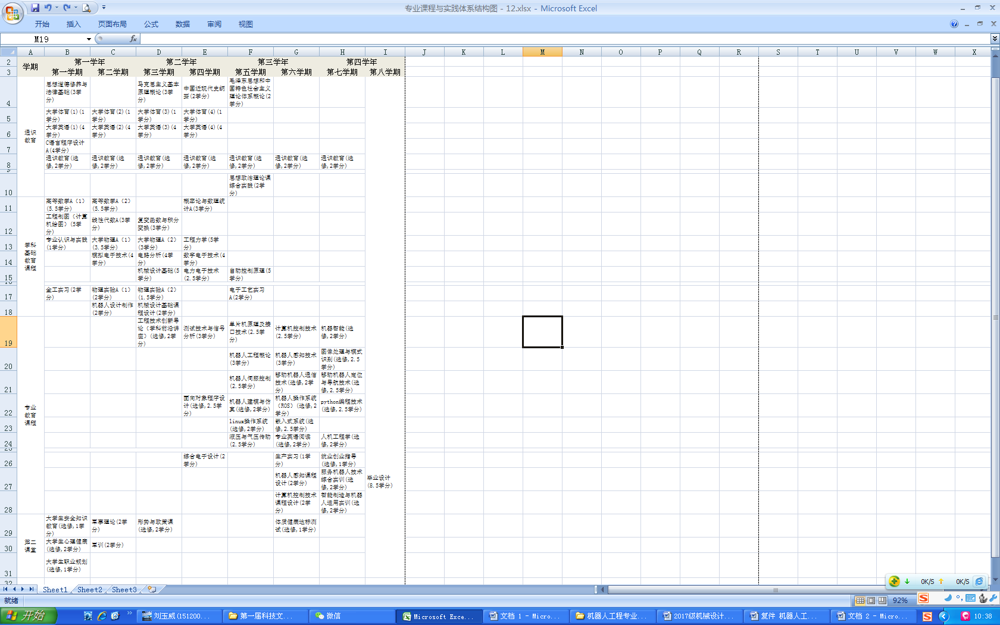 专业课程与实践体系结构图 - 12.xlsx - Microsoft Excel
开始 插入 页面布局 公式 数据 审阅 视图
M19 fx
A B C D E F G H I J K L M N O P Q R S T U V W X
2 学期 第一学年 第二学年 第三学年 第四学年
3 第一学期 第二学期 第三学期 第四学期 第五学期 第六学期 第七学期 第八学期
通识
教育
4 思想道德修养与
法律基础(3学
分)
马克思主义基本
原理概论(3学
分)
中国近现代史纲
要(2学分)
毛泽东思想和中
国特色社会主义
理论体系概论(2
学分)
5 大学体育(1)(1
学分)
大学体育(2)(1
学分)
大学体育(3)(1
学分)
大学体育(4)(1
学分)
6 大学英语(1)(4
学分)
大学英语(2)(4
学分)
大学英语(3)(4
学分)
大学英语(4)(4
学分)
7 C语言程序设计
A(4学分)
8 通识教育(选
修,2学分)
通识教育(选
修,2学分)
通识教育(选
修,2学分)
通识教育(选
修,2学分)
通识教育(选
修,2学分)
通识教育(选
修,2学分)
通识教育(选
修,2学分)
9
10 思想政治理论课
综合实践(2学
分)
学科
基础
教育
课程
11 高等数学A（1）
(5.5学分)
高等数学A（2）
(5.5学分)
概率论与数理统
计A(3学分)
12 工程制图（计算
机绘图）(5学
分)
线性代数A(3学
分)
复变函数与积分
变换(3学分)
13 专业认识与实践
(1学分)
大学物理A（1）
(3.5学分)
大学物理A（2）
(3学分)
工程力学(5学
分)
14 模拟电子技术(4
学分)
电路分析(4学
分)
数字电子技术(4
学分)
15 机械设计基础(5
学分)
电力电子技术
(2.5学分)
自动控制原理(5
学分)
17 金工实习(2学
分)
物理实验A（1）
(2学分)
物理实验A（2）
(1.5学分)
电子工艺实习
A(2学分)
18 机器人设计制作
(2学分)
机械设计基础课
程设计(2学分)
专业
教育
课程
19 工程技术创新导
论（学科前沿讲
座）(选修,2学
分)
测试技术与信号
分析(3学分)
单片机原理及接
口技术(2.5学
分)
计算机控制技术
(2.5学分)
机器智能(选
修,2学分)
20 机器人工程概论
(3学分)
机器人感知技术
(3学分)
图像处理与模式
识别(选修,2.5
学分)
21 机器人伺服控制
(2.5学分)
移动机器人通信
技术(选修,2学
分)
移动机器人定位
与导航技术(选
修,2.5学分)
22 面向对象程序设
计(选修,2.5学
分)
机器人建模与仿
真(选修,2学分)
机器人操作系统
（ROS）(选修,2
学分)
python编程技术
(选修,2.5学分)
23 linux操作系统
(选修,2学分)
嵌入式系统(选
修,2.5学分)
24 液压与气压传动
(2.5学分)
专业英语阅读
(选修,2学分)
人机工程学(选
修,2学分)
26 综合电子设计(2
学分)
生产实习(1学
分)
就业创业指导
(选修,1学分)
27 机器人感知课程
设计(2学分)
服务机器人技术
综合实训(选
修,2学分)
毕业设计
(8.5学分)
28 计算机控制技术
课程设计(2学
分)
智能制造与机器
人运用实训(选
修,2学分)
第二
课堂
29 大学生安全知识
教育(选修,1学
分)
军事理论(2学
分)
形势与政策课
(选修,2学分)
体质健康达标测
试(选修,1学分)
30 大学生心理健康
(选修,2学分)
军训(2学分)
31 大学生职业规划
(选修,1学分)
32
Sheet1 Sheet2 Sheet3
0K/S 0K/S
就绪 92%
开始 刘玉威(151200... 第一届科技文... 微信 Microsoft Exce... 文档 1 - Micro... 机器人工程专业... 2017级机械设计... 复件 机器人工... 文档 2 - Micro... 10:38